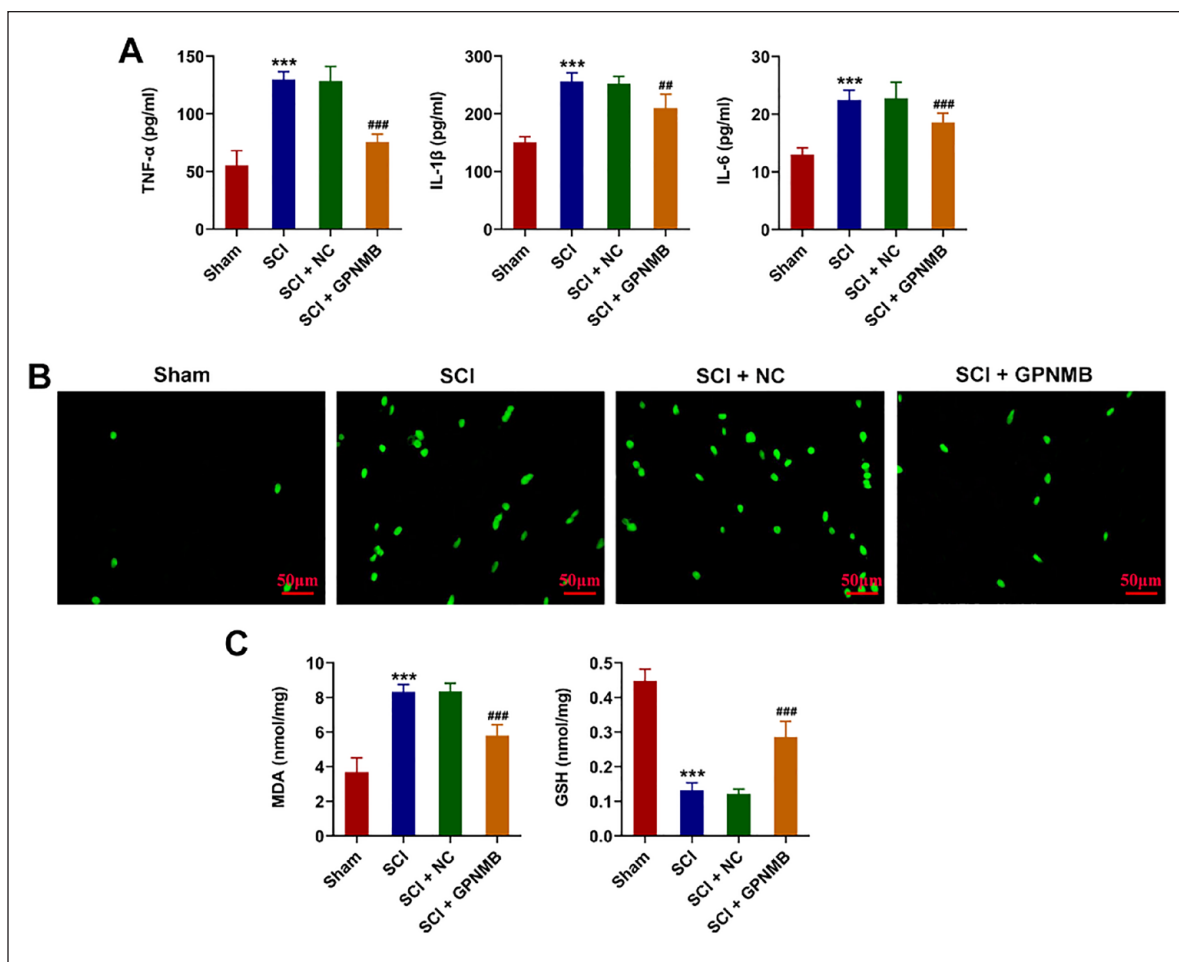 A
TNF-α (pg/ml)
150
100
50
0
***
###
Sham
SCI
SCI + NC
SCI + GPNMB
IL-1β (pg/ml)
300
200
100
0
***
##
Sham
SCI
SCI + NC
SCI + GPNMB
IL-6 (pg/ml)
30
20
10
0
***
###
Sham
SCI
SCI + NC
SCI + GPNMB
B
Sham
SCI
SCI + NC
SCI + GPNMB
50μm
50μm
50μm
50μm
C
MDA (nmol/mg)
10
8
6
4
2
0
***
###
Sham
SCI
SCI + NC
SCI + GPNMB
GSH (nmol/mg)
0.5
0.4
0.3
0.2
0.1
0.0
***
###
Sham
SCI
SCI + NC
SCI + GPNMB